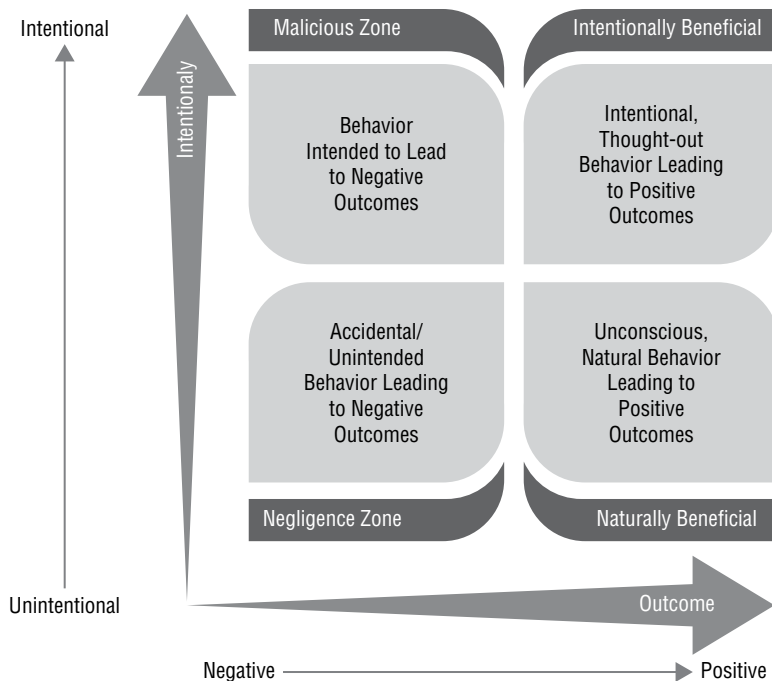 Intentional
Malicious Zone
Intentionally Beneficial
Intentionaly
Behavior
Intended to Lead
to Negative
Outcomes
Intentional,
Thought-out
Behavior Leading
to Positive
Outcomes
Accidental/
Unintended
Behavior Leading
to Negative
Outcomes
Unconscious,
Natural Behavior
Leading to
Positive
Outcomes
Negligence Zone
Naturally Beneficial
Unintentional
Outcome
Negative
Positive